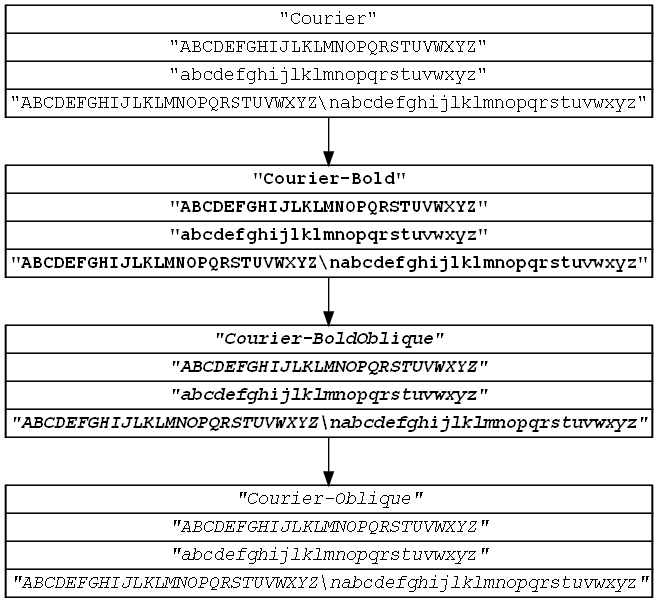 "Courier"
"ABCDEFGHIJLKLMNOPQRSTUVWXYZ"
"abcdefghijlklmnopqrstuvwxyz"
"ABCDEFGHIJLKLMNOPQRSTUVWXYZ\nabcdefghijlklmnopqrstuvwxyz"
"Courier-Bold"
"ABCDEFGHIJLKLMNOPQRSTUVWXYZ"
"abcdefghijlklmnopqrstuvwxyz"
"ABCDEFGHIJLKLMNOPQRSTUVWXYZ\nabcdefghijlklmnopqrstuvwxyz"
"Courier-BoldOblique"
"ABCDEFGHIJLKLMNOPQRSTUVWXYZ"
"abcdefghijlklmnopqrstuvwxyz"
"ABCDEFGHIJLKLMNOPQRSTUVWXYZ\nabcdefghijlklmnopqrstuvwxyz"
"Courier-Oblique"
"ABCDEFGHIJLKLMNOPQRSTUVWXYZ"
"abcdefghijlklmnopqrstuvwxyz"
"ABCDEFGHIJLKLMNOPQRSTUVWXYZ\nabcdefghijlklmnopqrstuvwxyz"